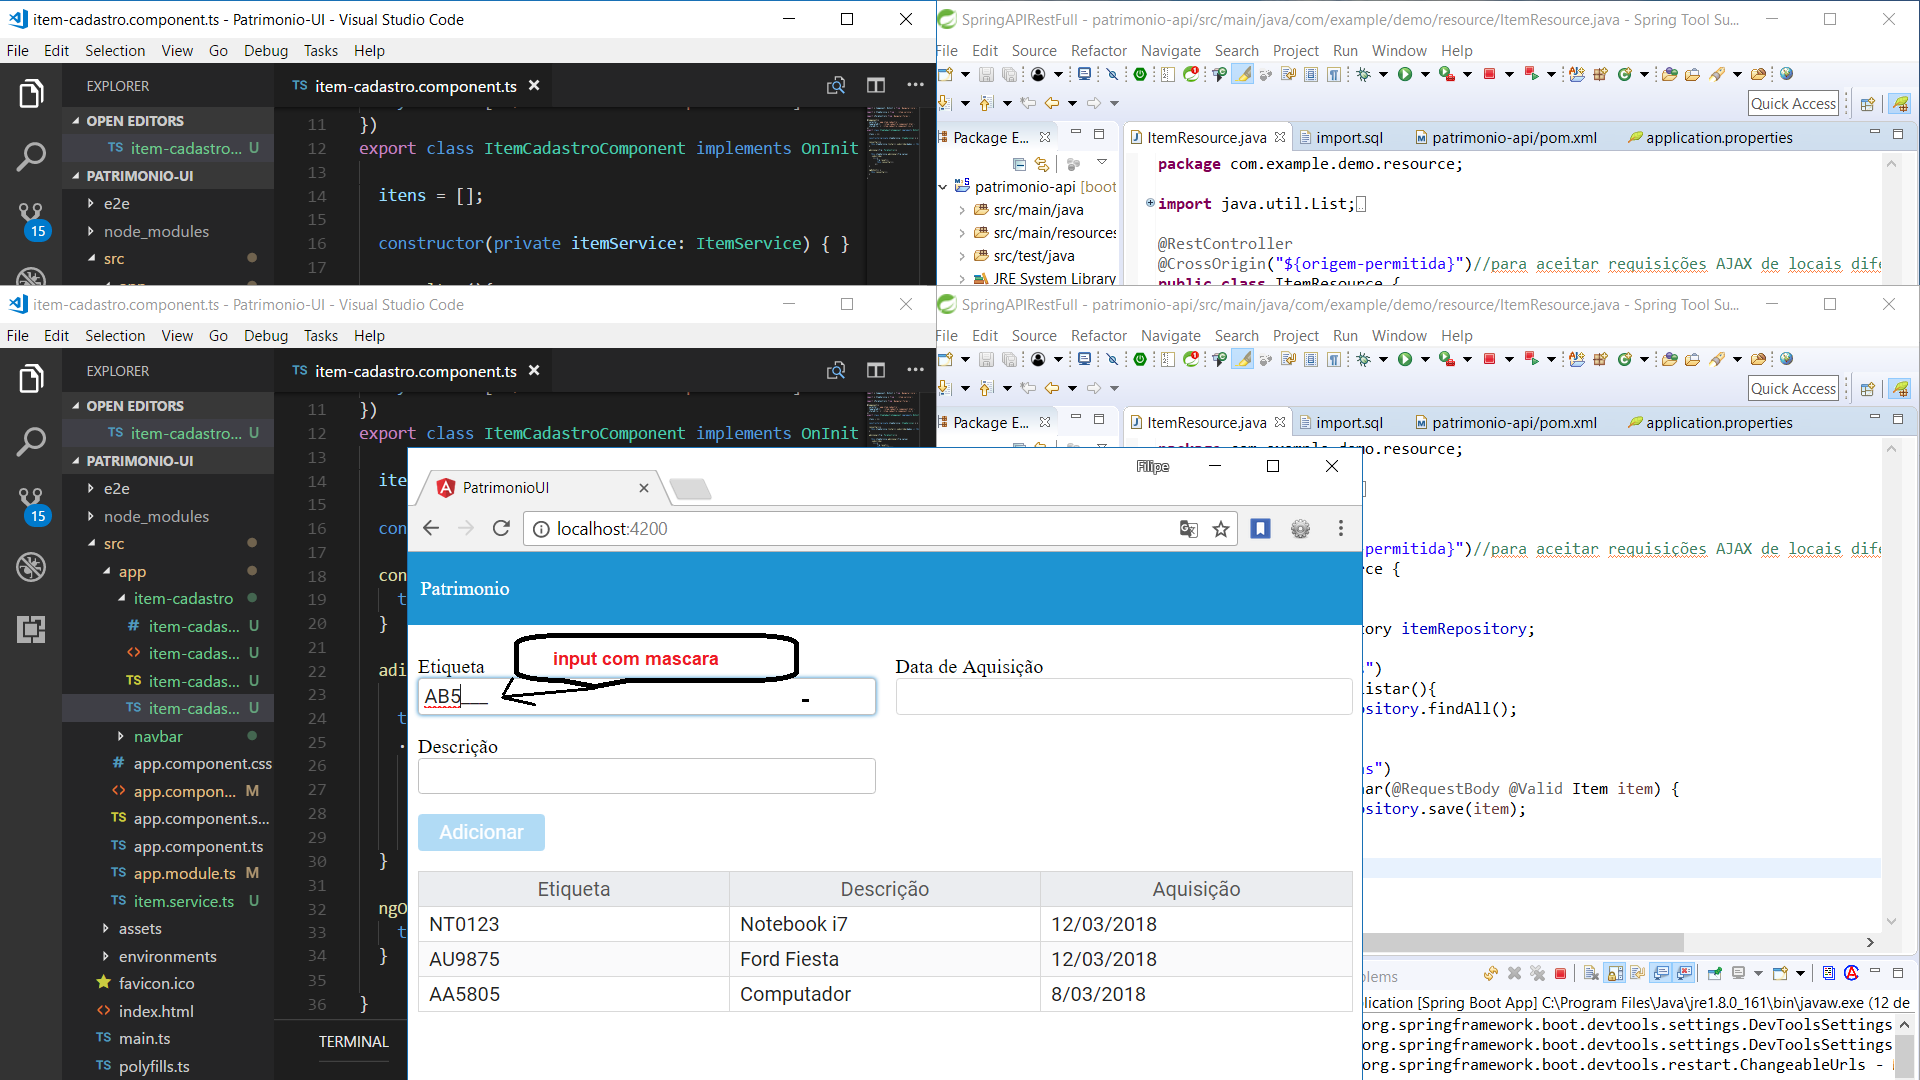 item-cadastro.component.ts - Patrimonio-UI - Visual Studio Code
File Edit Selection View Go Debug Tasks Help
EXPLORER
OPEN EDITORS
TS item-cadastro... U
PATRIMONIO-UI
e2e
node_modules
src
15
TS item-cadastro.component.ts
11 })
12 export class ItemCadastroComponent implements OnInit
13
14 itens = [];
15
16 constructor(private itemService: ItemService) { }
17
SpringAPIRestFull - patrimonio-api/src/main/java/com/example/demo/resource/ItemResource.java - Spring Tool Su...
File Edit Source Refactor Navigate Search Project Run Window Help
Quick Access
Package E...
ItemResource.java
import.sql
patrimonio-api/pom.xml
application.properties
patrimonio-api [boot
src/main/java
src/main/resources
src/test/java
JRE System Library
package com.example.demo.resource;
import java.util.List;
@RestController
@CrossOrigin("${origem-permitida}")//para aceitar requisições AJAX de locais dife
public class ItemResource {
item-cadastro.component.ts - Patrimonio-UI - Visual Studio Code
File Edit Selection View Go Debug Tasks Help
EXPLORER
OPEN EDITORS
TS item-cadastro... U
PATRIMONIO-UI
e2e
node_modules
src
app
item-cadastro
# item-cadas... U
<> item-cadas... U
TS item-cadas... U
TS item-cadas... U
navbar
# app.component.css
<> app.compon... M
TS app.component.s...
TS app.component.ts
TS app.module.ts M
TS item.service.ts U
assets
environments
favicon.ico
<> index.html
TS main.ts
TS polyfills.ts
15
TS item-cadastro.component.ts
11 })
12 export class ItemCadastroComponent implements OnInit
13
14 ite
15
16 con
17
18 con
19 t
20 }
21
22 adi
23
24 t
25 .
26
27
28
29
30 }
31
32 ngO
33 t
34 }
35
36 }
TERMINAL
SpringAPIRestFull - patrimonio-api/src/main/java/com/example/demo/resource/ItemResource.java - Spring Tool Su...
File Edit Source Refactor Navigate Search Project Run Window Help
Quick Access
Package E...
ItemResource.java
import.sql
patrimonio-api/pom.xml
application.properties
o.resource;
permitida}")//para aceitar requisições AJAX de locais dife
rce {
tory itemRepository;
")
listar(){
sitory.findAll();
s")
nar(@RequestBody @Valid Item item) {
sitory.save(item);
Filipe
PatrimonioUI
localhost:4200
Patrimonio
input com mascara
Etiqueta
AB5___
Data de Aquisição
Descrição
Adicionar
Etiqueta Descrição Aquisição
NT0123 Notebook i7 12/03/2018
AU9875 Ford Fiesta 12/03/2018
AA5805 Computador 8/03/2018
blems
lication [Spring Boot App] C:\Program Files\Java\jre1.8.0_161\bin\javaw.exe (12 de
org.springframework.boot.devtools.settings.DevToolsSettings
org.springframework.boot.devtools.settings.DevToolsSettings
org.springframework.boot.devtools.restart.ChangeableUrls -